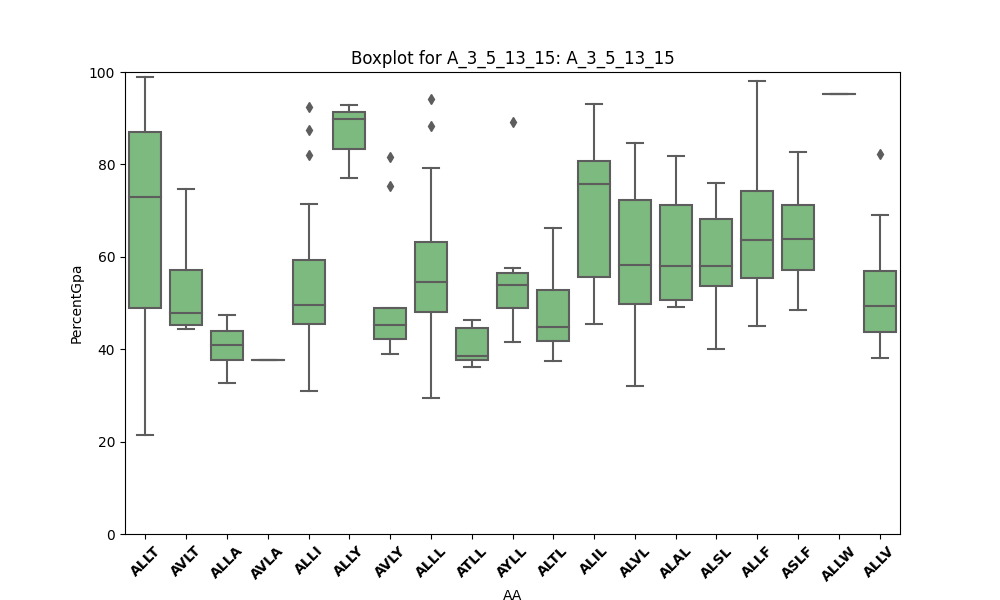 Boxplot for A_3_5_13_15: A_3_5_13_15
PercentGpa
100
80
60
40
20
0
ALLT AVLT ALLA AVLA ALLI ALLY AVLY ALLL ATLL AYLL ALTL ALIL ALVL ALAL ALSL ALLF ASLF ALLW ALLV
AA